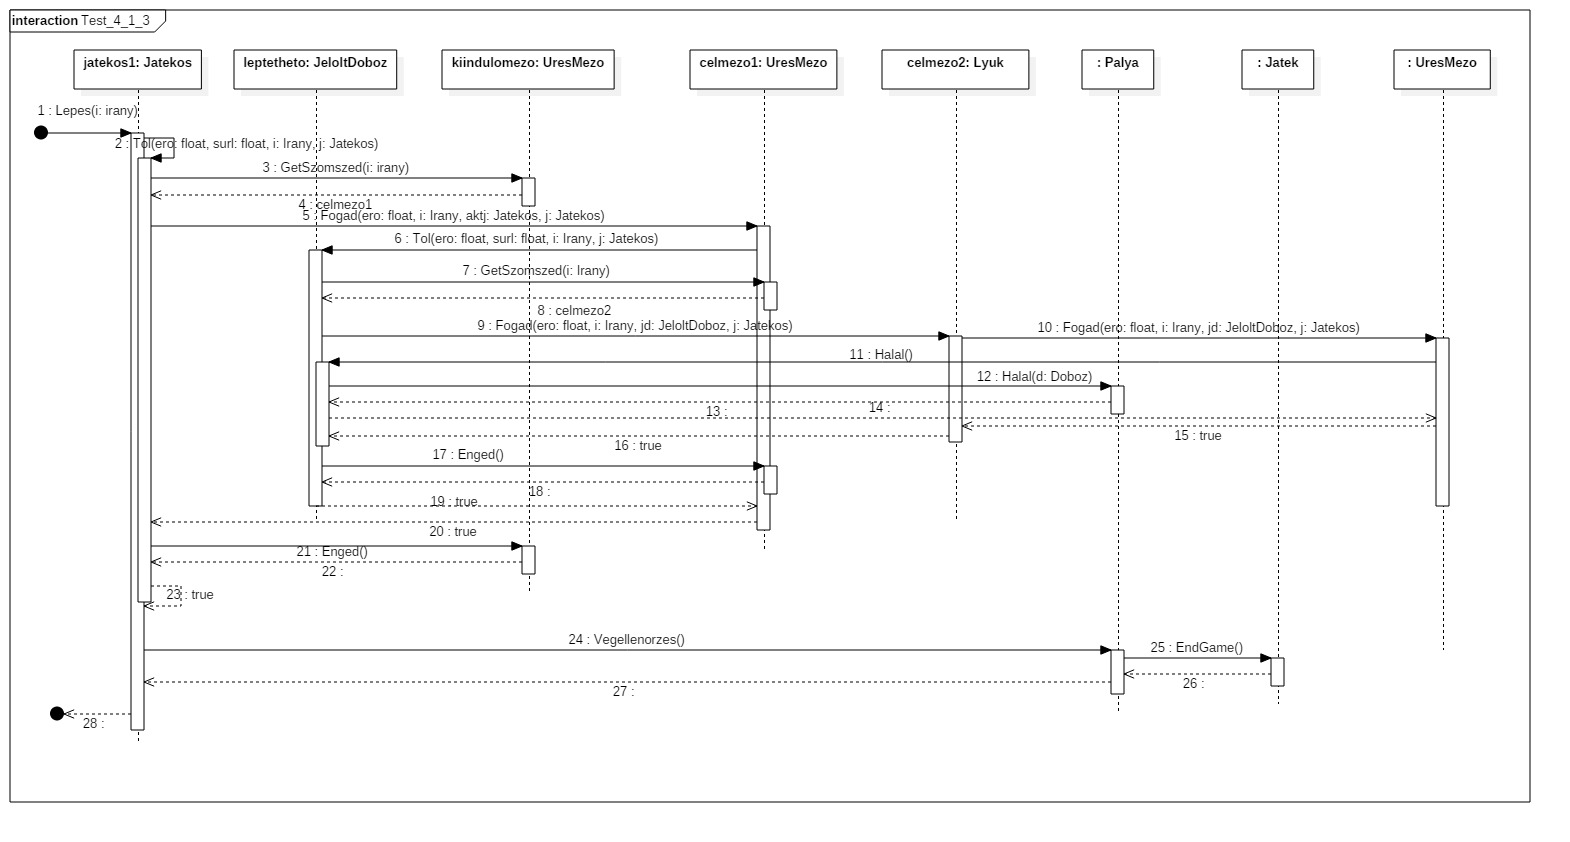 interaction Test_4_1_3
jatekos1: Jatekos
leptetheto: JeloltDoboz
kiindulomezo: UresMezo
celmezo1: UresMezo
celmezo2: Lyuk
: Palya
: Jatek
: UresMezo
1 : Lepes(i: irany)
2 : Tol(ero: float, surl: float, i: Irany, j: Jatekos)
3 : GetSzomszed(i: irany)
4 : celmezo1
5 : Fogad(ero: float, i: Irany, aktj: Jatekos, j: Jatekos)
6 : Tol(ero: float, surl: float, i: Irany, j: Jatekos)
7 : GetSzomszed(i: Irany)
8 : celmezo2
9 : Fogad(ero: float, i: Irany, jd: JeloltDoboz, j: Jatekos)
10 : Fogad(ero: float, i: Irany, jd: JeloltDoboz, j: Jatekos)
11 : Halal()
12 : Halal(d: Doboz)
13 :
14 :
15 : true
16 : true
17 : Enged()
18 :
19 : true
20 : true
21 : Enged()
22 :
23 : true
24 : Vegellenorzes()
25 : EndGame()
26 :
27 :
28 :